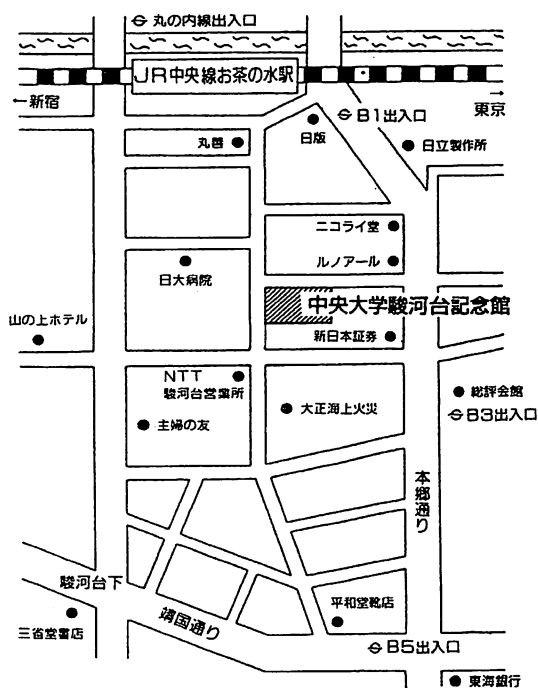 丸の内線出入口
JR中央線お茶の水駅
←新宿
東京
→
B1出入口
日版
丸善
日立製作所
ニコライ堂
ルノアール
日大病院
中央大学駿河台記念館
山の上ホテル
新日本証券
NTT
駿河台営業所
大正海上火災
総評会館
B3出入口
主婦の友
本郷通り
駿河台下
平和堂靴店
靖国通り
三省堂書店
B5出入口
東海銀行